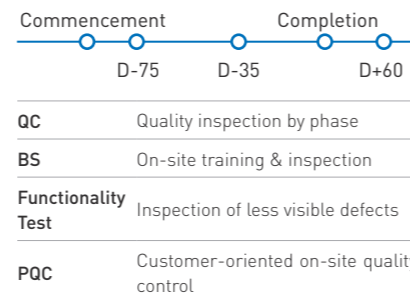 Commencement Completion
D-75 D-35 D+60
QC Quality inspection by phase
BS On-site training & inspection
Functionality
Test Inspection of less visible defects
PQC Customer-oriented on-site quality
control